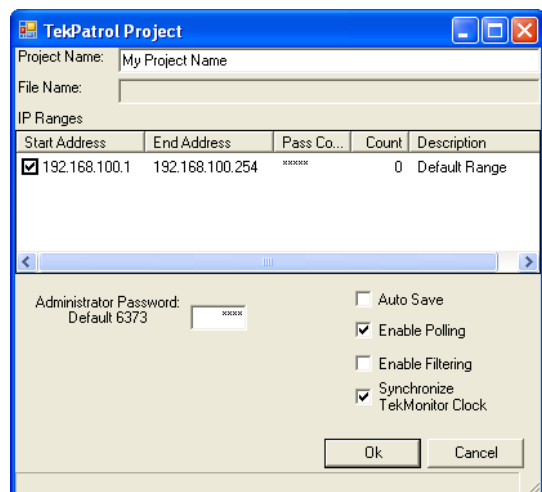 TekPatrol Project
Project Name: My Project Name
File Name:
IP Ranges
Start Address End Address Pass Co... Count Description
192.168.100.1 192.168.100.254 ***** 0 Default Range
Administrator Password:
Default 6373 ****
Auto Save
Enable Polling
Enable Filtering
Synchronize
TekMonitor Clock
Ok Cancel